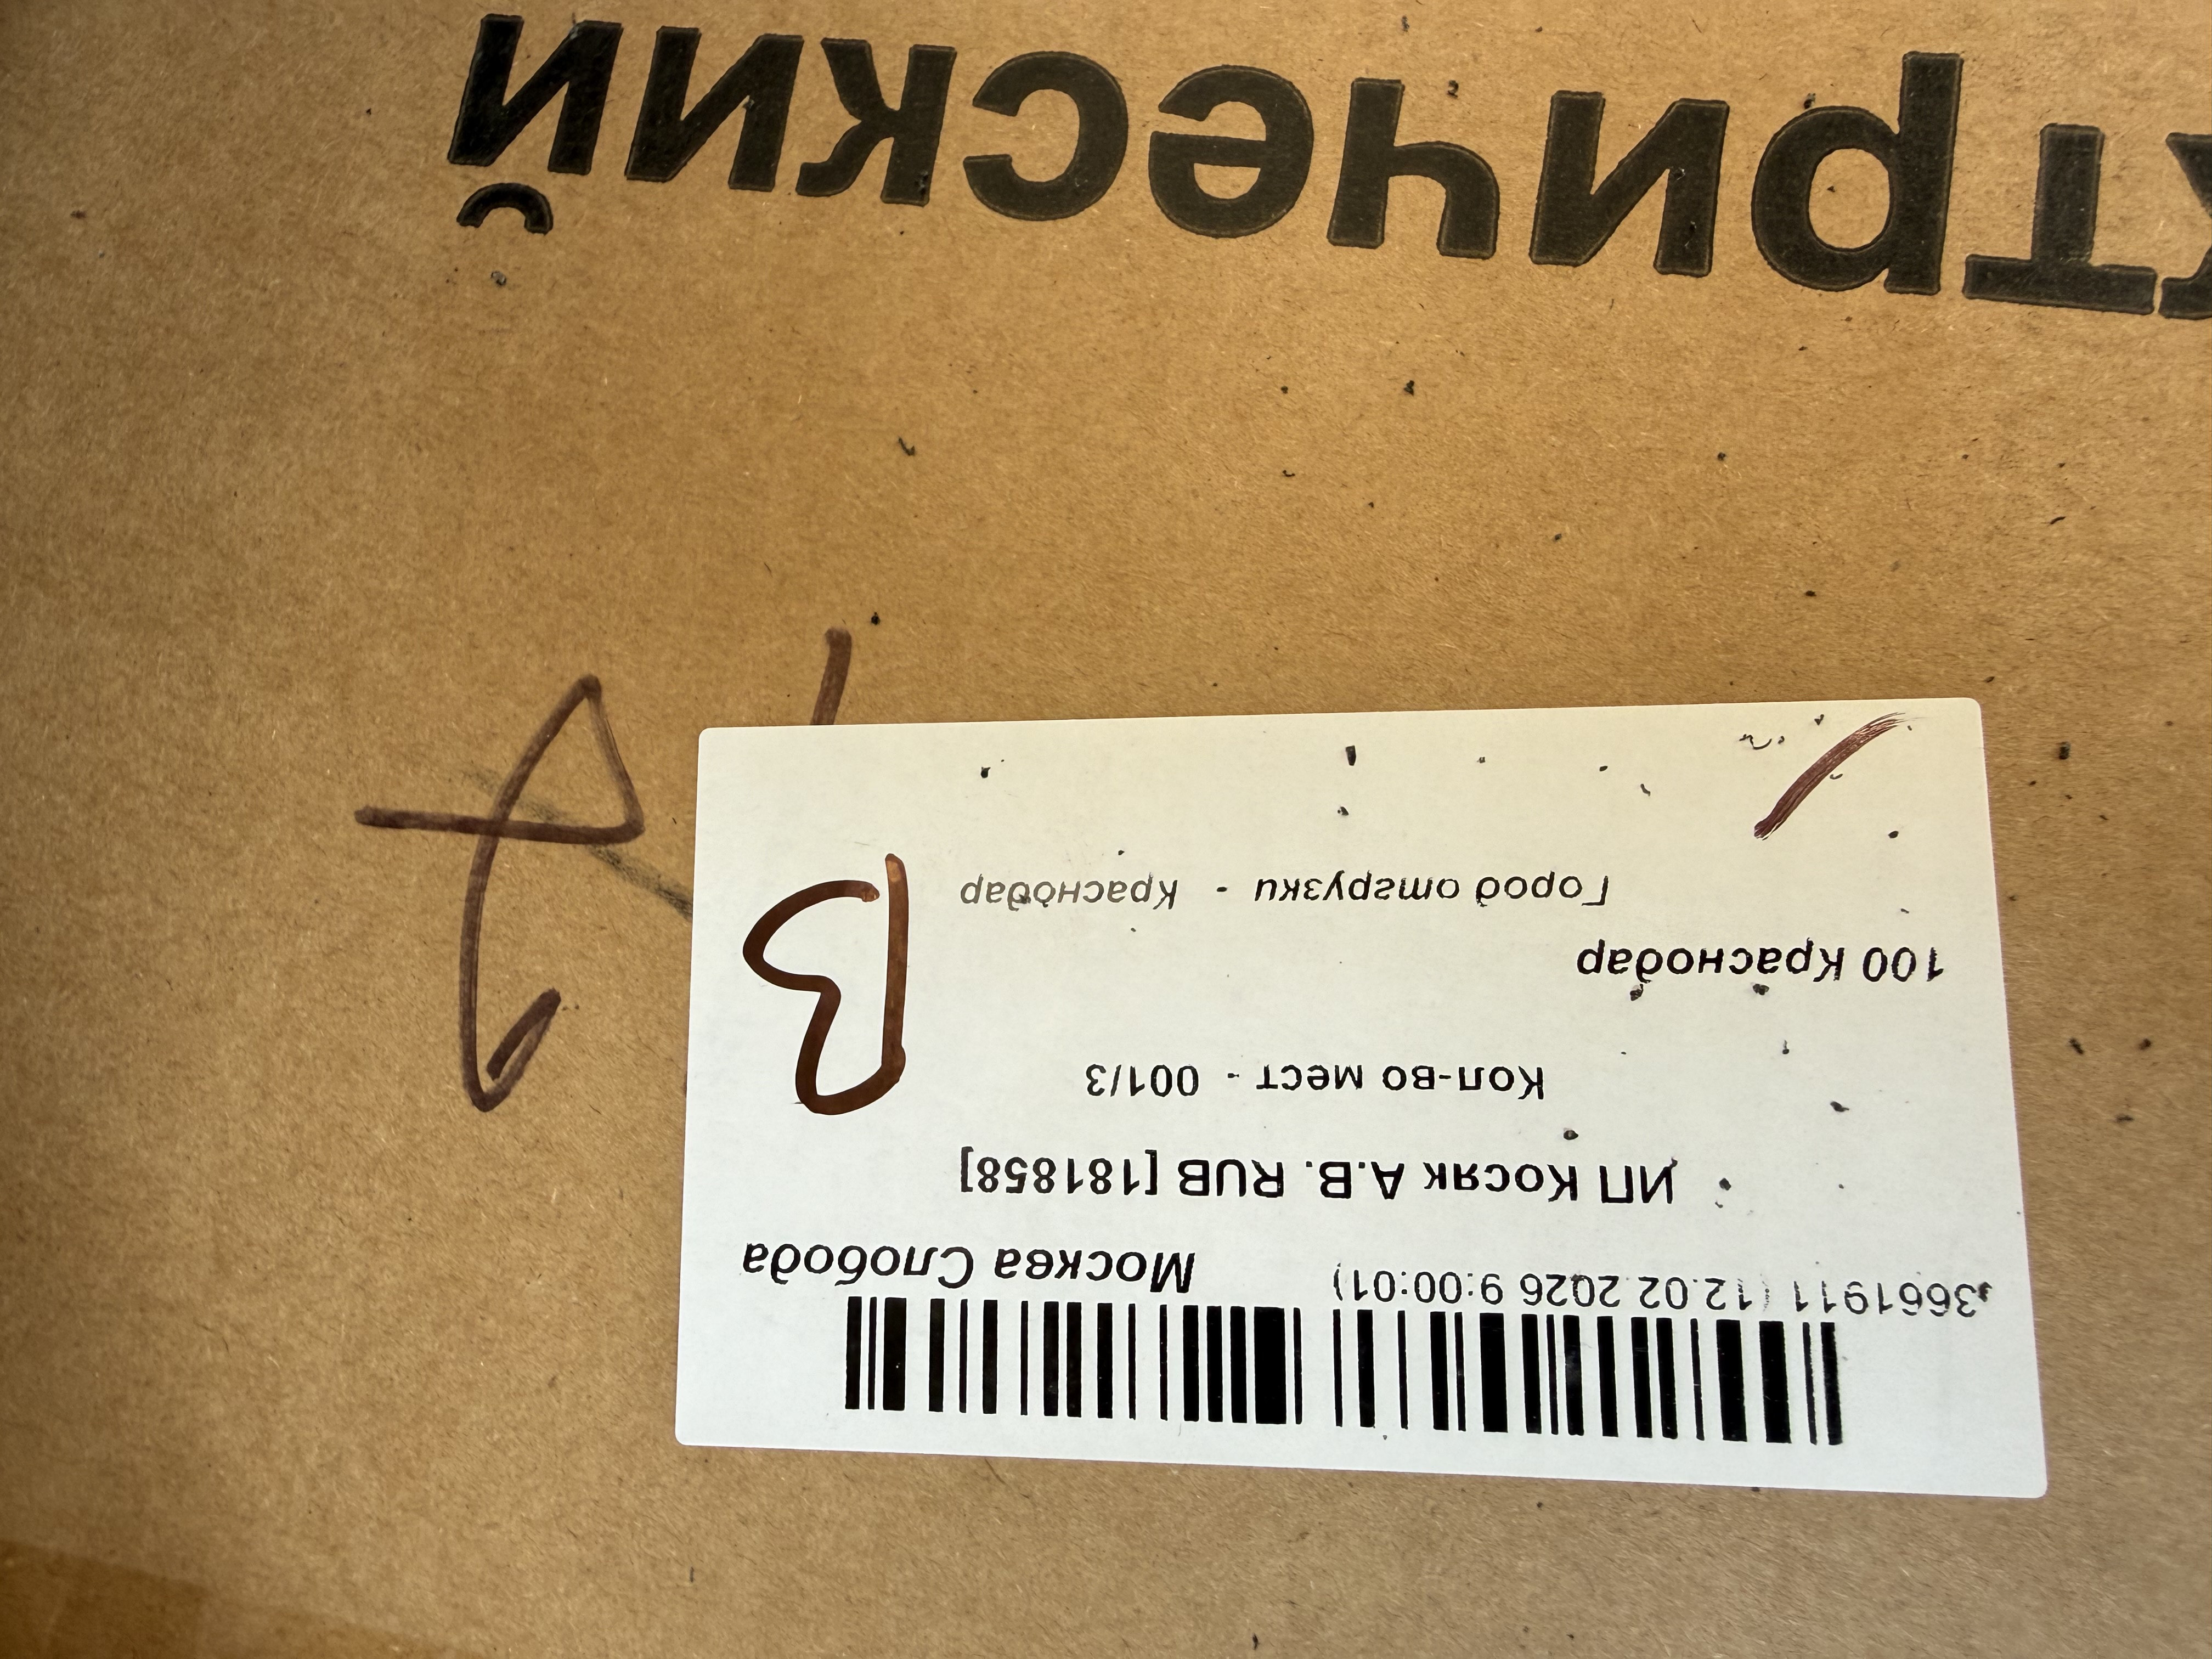 3661911 (12.02.2026 9:00:01) Москва Слобода
ИП Косяк А.В. RUB [181858]
Кол-во мест - 001/3
100 Краснодар
Город отгрузки - Краснодар
В
ктрический